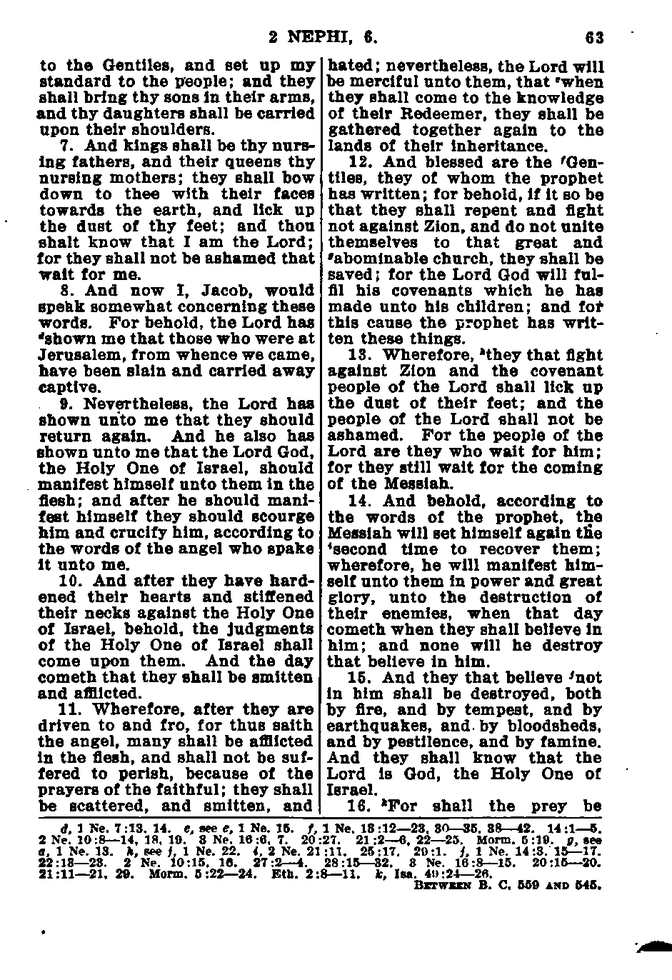 2 NEPHI, 6. 63
to the Gentiles, and set up my
standard to the people; and they
shall bring thy sons in their arms,
and thy daughters shall be carried
upon their shoulders.
7. And kings shall be thy nurs-
ing fathers, and their queens thy
nursing mothers; they shall bow
down to thee with their faces
towards the earth, and lick up
the dust of thy feet; and thou
shalt know that I am the Lord;
for they shall not be ashamed that
wait for me.
8. And now I, Jacob, would
speak somewhat concerning these
words. For behold, the Lord has
dshown me that those who were at
Jerusalem, from whence we came,
have been slain and carried away
captive.
9. Nevertheless, the Lord has
shown unto me that they should
return again. And he also has
shown unto me that the Lord God,
the Holy One of Israel, should
manifest himself unto them in the
flesh; and after he should mani-
fest himself they should scourge
him and crucify him, according to
the words of the angel who spake
it unto me.
10. And after they have hard-
ened their hearts and stiffened
their necks against the Holy One
of Israel, behold, the judgments
of the Holy One of Israel shall
come upon them. And the day
cometh that they shall be smitten
and afflicted.
11. Wherefore, after they are
driven to and fro, for thus saith
the angel, many shall be afflicted
in the flesh, and shall not be suf-
fered to perish, because of the
prayers of the faithful; they shall
be scattered, and smitten, and
hated; nevertheless, the Lord will
be merciful unto them, that ewhen
they shall come to the knowledge
of their Redeemer, they shall be
gathered together again to the
lands of their inheritance.
12. And blessed are the fGen-
tiles, they of whom the prophet
has written; for behold, if it so be
that they shall repent and fight
not against Zion, and do not unite
themselves to that great and
gabominable church, they shall be
saved; for the Lord God will ful-
fil his covenants which he has
made unto his children; and for
this cause the prophet has writ-
ten these things.
13. Wherefore, hthey that fight
against Zion and the covenant
people of the Lord shall lick up
the dust of their feet; and the
people of the Lord shall not be
ashamed. For the people of the
Lord are they who wait for him;
for they still wait for the coming
of the Messiah.
14. And behold, according to
the words of the prophet, the
Messiah will set himself again the
isecond time to recover them;
wherefore, he will manifest him-
self unto them in power and great
glory, unto the destruction of
their enemies, when that day
cometh when they shall believe in
him; and none will he destroy
that believe in him.
15. And they that believe jnot
in him shall be destroyed, both
by fire, and by tempest, and by
earthquakes, and by bloodsheds,
and by pestilence, and by famine.
And they shall know that the
Lord is God, the Holy One of
Israel.
16. kFor shall the prey be
d, 1 Ne. 7:13, 14. e, see e, 1 Ne. 15. f, 1 Ne. 13:12—23, 30—35, 38—42. 14:1—5.
2 Ne. 10:8—14, 18, 19. 3 Ne. 16:6, 7. 20:27. 21:2—6, 22—25. Morm. 5:19. g, see
a, 1 Ne. 13. h, see j, 1 Ne. 22. i, 2 Ne. 21:11. 25:17. 29:1. j, 1 Ne. 14:3, 15—17.
22:13—23. 2 Ne. 10:15, 16. 27:2—4. 28:15—32. 3 Ne. 16:8—15. 20:15—20.
21:11—21, 29. Morm. 5:22—24. Eth. 2:8—11. k, Isa. 49:24—26.
BETWEEN B. C. 559 AND 545.